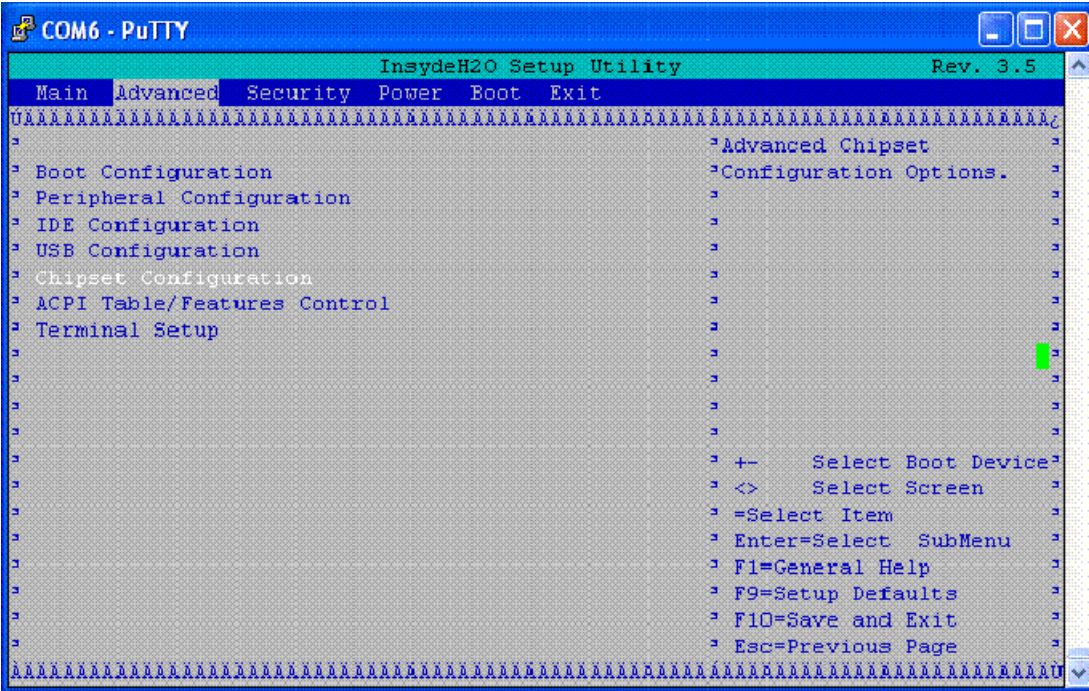 COM6 - PuTTY
InsydeH2O Setup Utility Rev. 3.5
Main Advanced Security Power Boot Exit
Advanced Chipset
Configuration Options.
Boot Configuration
Peripheral Configuration
IDE Configuration
USB Configuration
Chipset Configuration
ACPI Table/Features Control
Terminal Setup
+- Select Boot Device
<> Select Screen
=Select Item
Enter=Select SubMenu
F1=General Help
F9=Setup Defaults
F10=Save and Exit
Esc=Previous Page